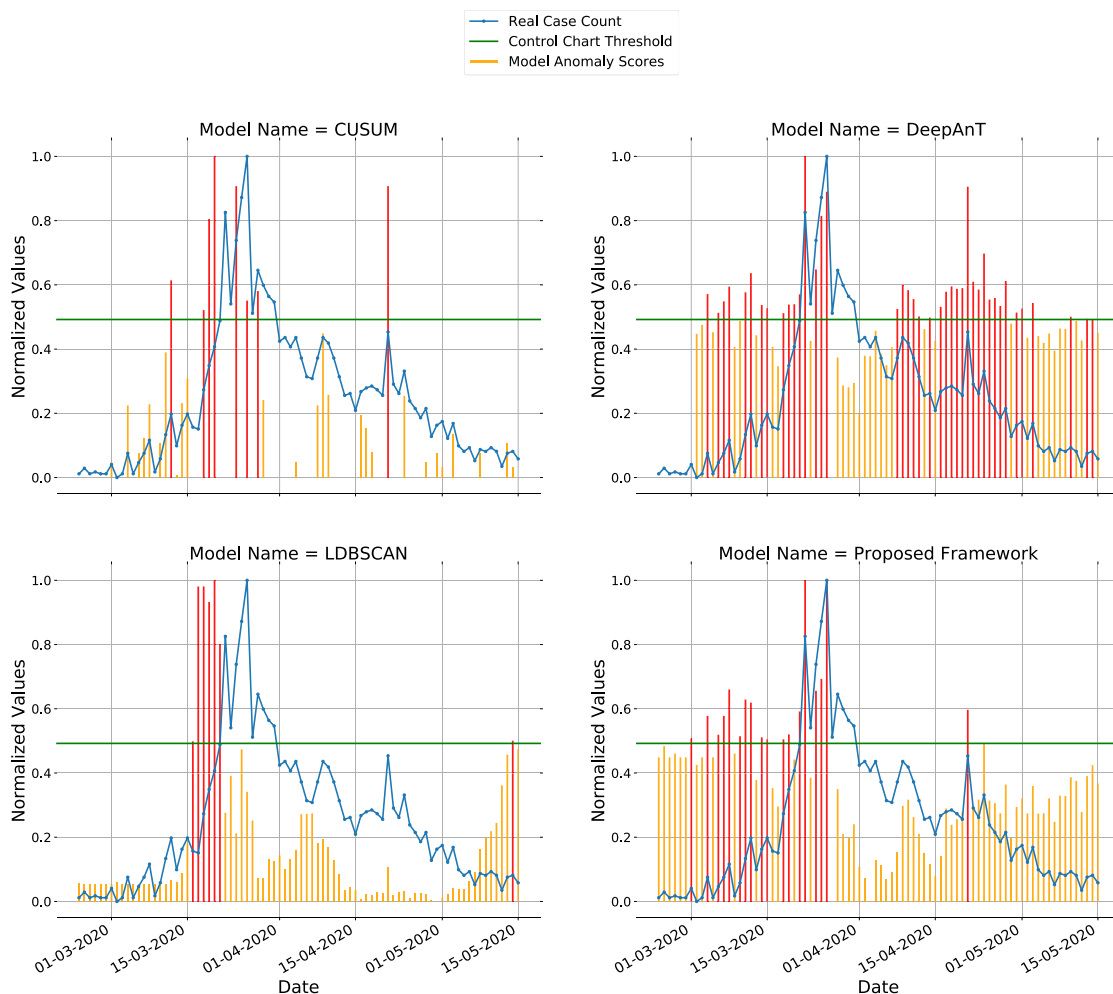 Real Case Count
Control Chart Threshold
Model Anomaly Scores
Model Name = CUSUM
Normalized Values
1.0
0.8
0.6
0.4
0.2
0.0
Model Name = DeepAnT
Normalized Values
1.0
0.8
0.6
0.4
0.2
0.0
Model Name = LDBSCAN
Normalized Values
1.0
0.8
0.6
0.4
0.2
0.0
01-03-2020
15-03-2020
01-04-2020
15-04-2020
01-05-2020
15-05-2020
Date
Model Name = Proposed Framework
Normalized Values
1.0
0.8
0.6
0.4
0.2
0.0
01-03-2020
15-03-2020
01-04-2020
15-04-2020
01-05-2020
15-05-2020
Date